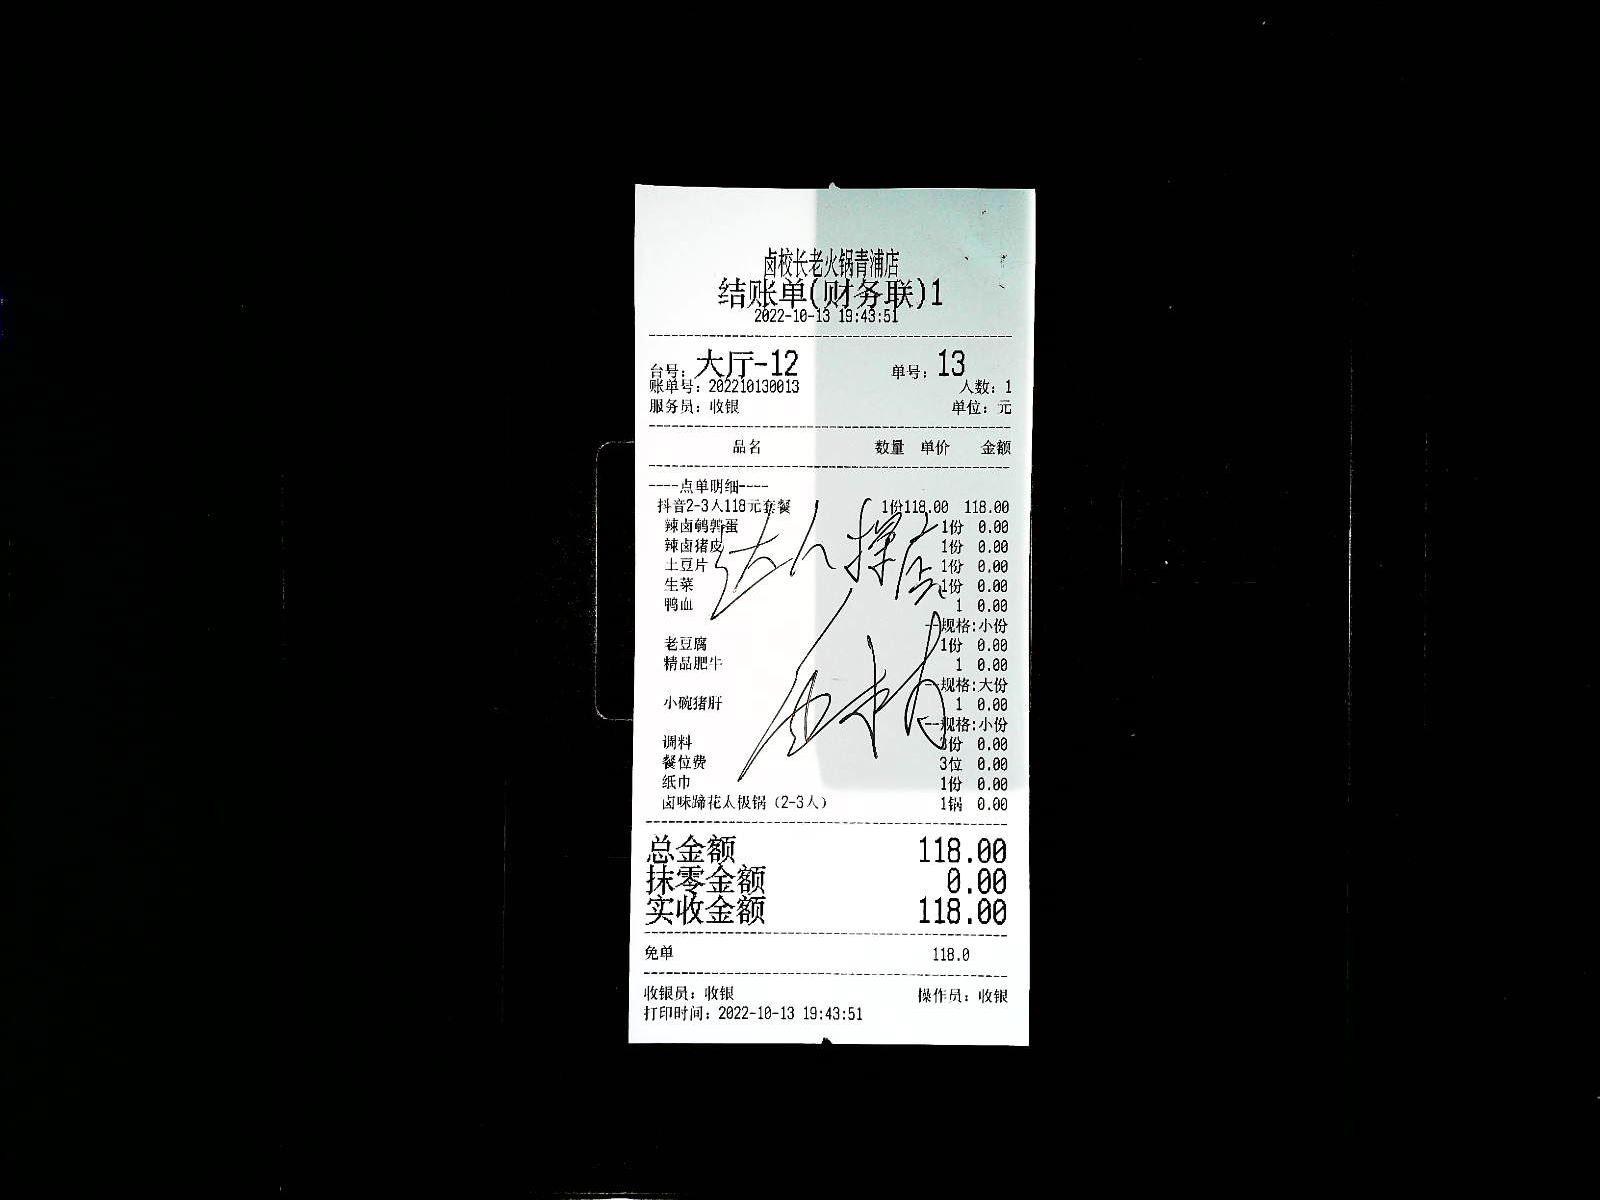 卤校长老火锅青浦店
结账单(财务联)1
2022-10-13 19:43:51
台号: 大厅-12 单号: 13
账单号: 202210130013 人数: 1
服务员: 收银 单位: 元
品名 数量 单价 金额
----点单明细----
抖音2-3人118元套餐 1份118.00 118.00
辣卤鹌鹑蛋 1份 0.00
辣卤猪皮 1份 0.00
土豆片 1份 0.00
生菜 1份 0.00
鸭血 1 0.00
--规格:小份
老豆腐 1份 0.00
精品肥牛 1 0.00
--规格:大份
小碗猪肝 1 0.00
--规格:小份
调料 3份 0.00
餐位费 3位 0.00
纸巾 1份 0.00
卤味蹄花太极锅(2-3人) 1锅 0.00
达人探店
总金额 118.00
抹零金额 0.00
实收金额 118.00
免单 118.0
收银员: 收银 操作员: 收银
打印时间: 2022-10-13 19:43:51